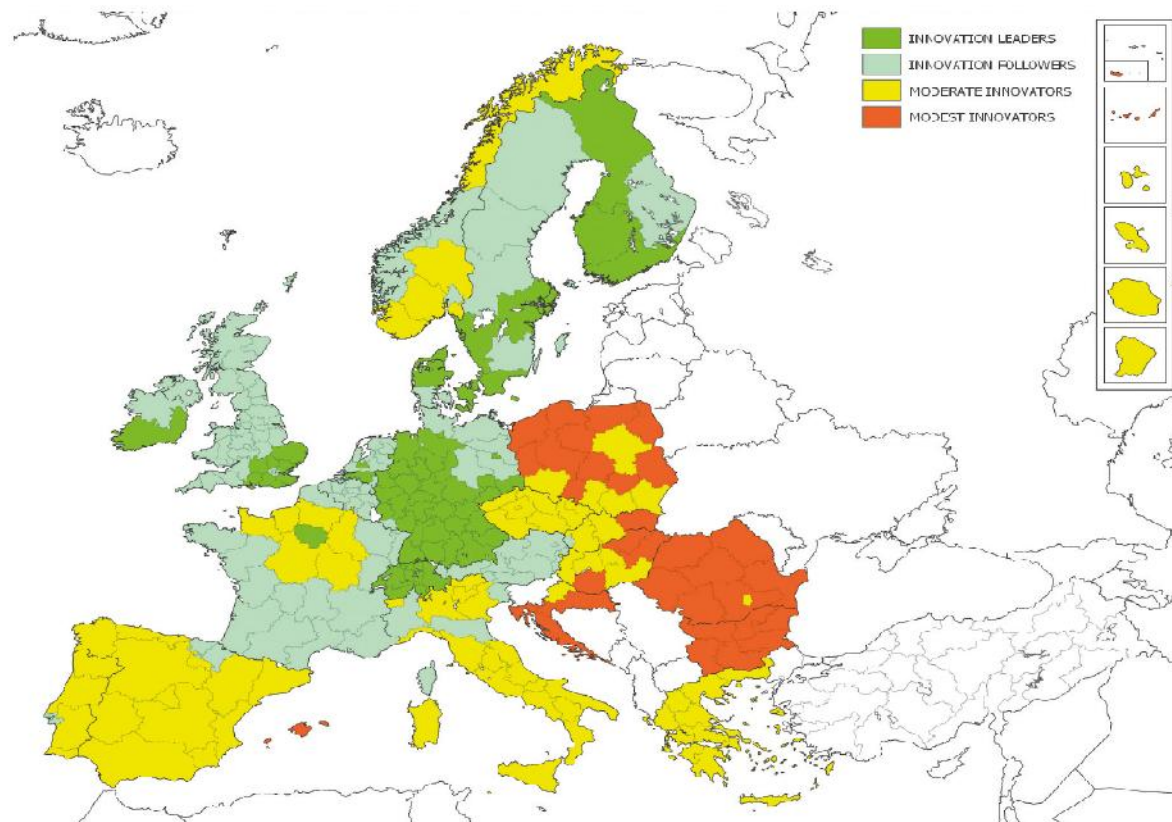 INNOVATION LEADERS
INNOVATION FOLLOWERS
MODERATE INNOVATORS
MODEST INNOVATORS